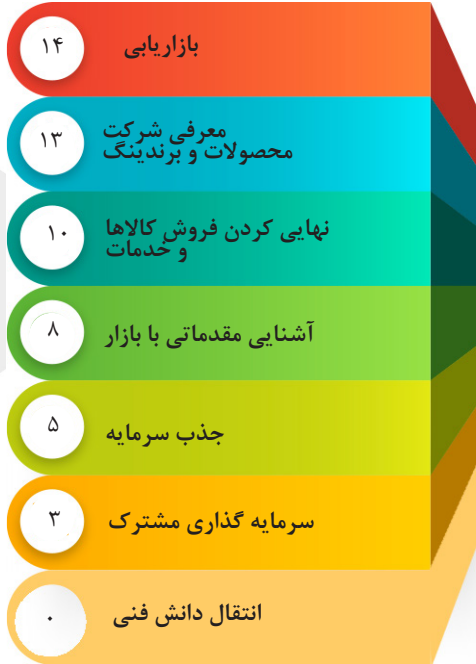 ۱۴
بازاریابی
۱۳
معرفی شرکت
محصولات و برندینگ
۱۰
نهایی کردن فروش کالاها
و خدمات
۸
آشنایی مقدماتی با بازار
۵
جذب سرمایه
۳
سرمایه گذاری مشترک
۰
انتقال دانش فنی